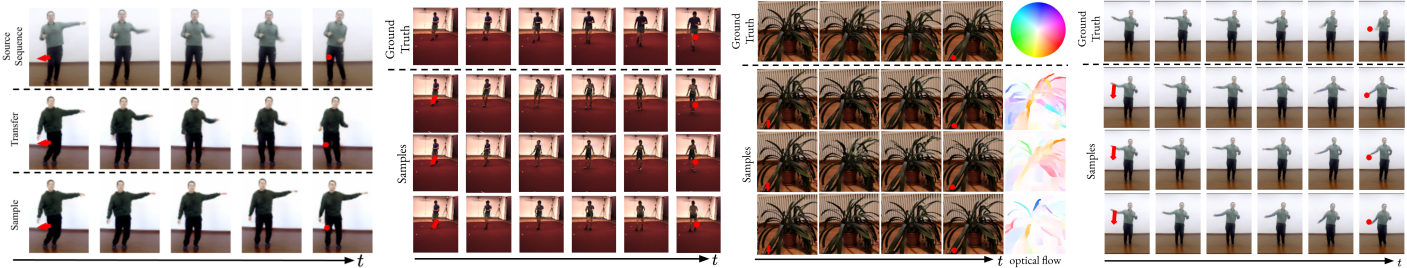 Source
Sequence
Transfer
Sample
t
Ground
Truth
Samples
t
Ground
Truth
Samples
t
optical flow
Ground
Truth
Samples
t